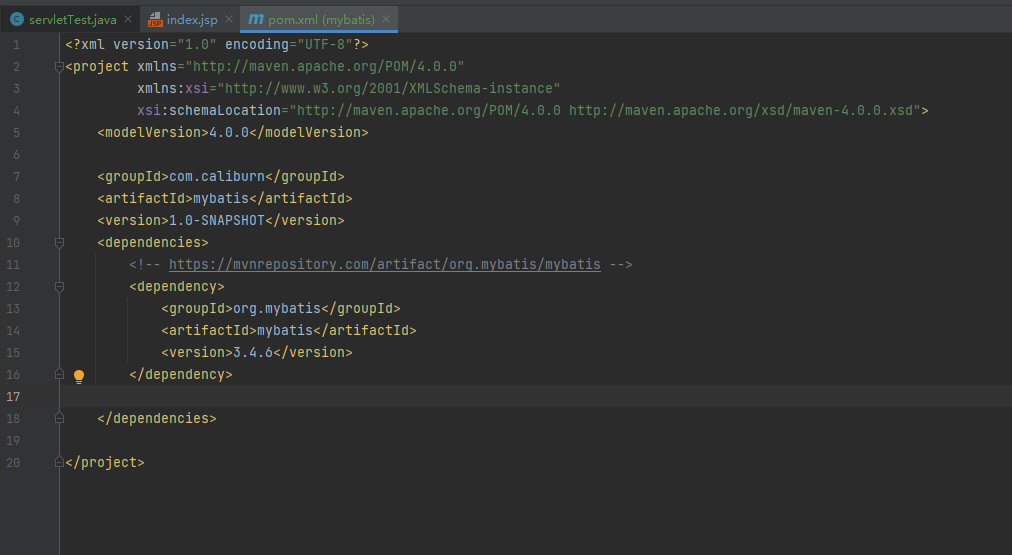 servletTest.java index.jsp pom.xml (mybatis)
1 <?xml version="1.0" encoding="UTF-8"?>
2 <project xmlns="http://maven.apache.org/POM/4.0.0"
3 xmlns:xsi="http://www.w3.org/2001/XMLSchema-instance"
4 xsi:schemaLocation="http://maven.apache.org/POM/4.0.0 http://maven.apache.org/xsd/maven-4.0.0.xsd">
5 <modelVersion>4.0.0</modelVersion>
6
7 <groupId>com.caliburn</groupId>
8 <artifactId>mybatis</artifactId>
9 <version>1.0-SNAPSHOT</version>
10 <dependencies>
11 <!-- https://mvnrepository.com/artifact/org.mybatis/mybatis -->
12 <dependency>
13 <groupId>org.mybatis</groupId>
14 <artifactId>mybatis</artifactId>
15 <version>3.4.6</version>
16 </dependency>
17
18 </dependencies>
19
20 </project>